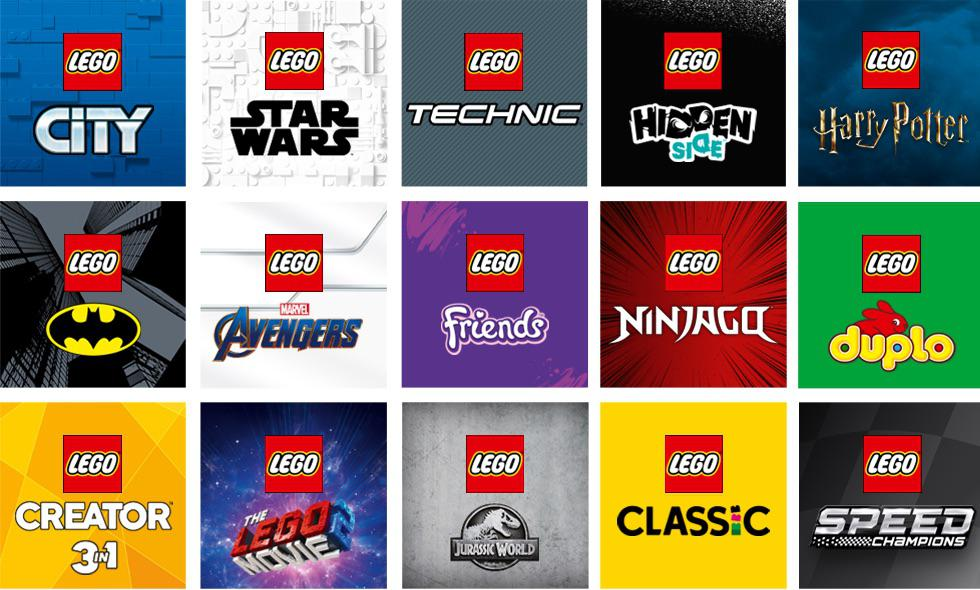 LEGO
CITY
LEGO
STAR
WARS
LEGO
TECHNIC
LEGO
HIDDEN
SIDE
LEGO
Harry Potter
LEGO
LEGO
MARVEL
AVENGERS
LEGO
friends
LEGO
NINJAGO
LEGO
duplo
LEGO
CREATOR
3IN1
LEGO
THE
LEGO
MOVIE 2
LEGO
JURASSIC WORLD
LEGO
CLASSiC
LEGO
SPEED
CHAMPIONS